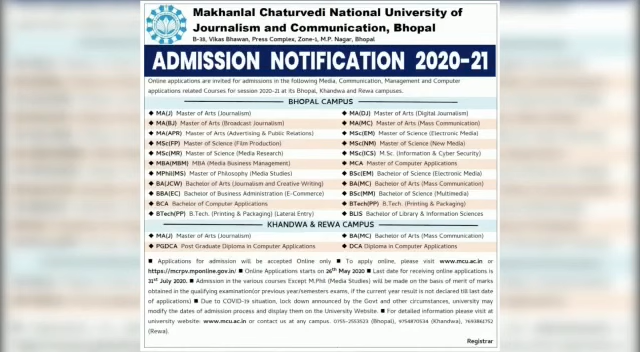 Makhanlal Chaturvedi National University of
Journalism and Communication, Bhopal
B-38, Vikas Bhawan, Press Complex, Zone-I, M.P. Nagar, Bhopal
ADMISSION NOTIFICATION 2020-21
Online applications are invited for admissions in the following Media, Communication, Management and Computer
applications related Courses for session 2020-21 at its Bhopal, Khandwa and Rewa campuses.
BHOPAL CAMPUS
◆ MA(J) Master of Arts (Journalism) ◆ MA(DJ) Master of Arts (Digital Journalism)
◆ MA(BJ) Master of Arts (Broadcast Journalism) ◆ MA(MC) Master of Arts (Mass Communication)
◆ MA(APR) Master of Arts (Advertising & Public Relations) ◆ MSc(EM) Master of Science (Electronic Media)
◆ MSc(FP) Master of Science (Film Production) ◆ MSc(NM) Master of Science (New Media)
◆ MSc(MR) Master of Science (Media Research) ◆ MSc(ICS) M.Sc. (Information & Cyber Security)
◆ MBA(MBM) MBA (Media Business Management) ◆ MCA Master of Computer Applications
◆ MPhil(MS) Master of Phlosophy (Media Studies) ◆ BSc(EM) Bachelor of Science (Electronic Media)
◆ BA(JCW) Bachelor of Arts (Journalism and Creative Writing) ◆ BA(MC) Bachelor of Arts (Mass Communication)
◆ BBA(EC) Bachelor of Business Administration (E-Commerce) ◆ BSc(MM) Bachelor of Science (Multimedia)
◆ BCA Bachelor of Computer Applications ◆ BTech(PP) B.Tech. (Printing & Packaging)
◆ BTech(PP) B.Tech. (Printing & Packaging) (Lateral Entry) ◆ BLIS Bachelor of Library & Information Sciences
KHANDWA & REWA CAMPUS
◆ MA(J) Master of Arts (Journalism) ◆ BA(MC) Bachelor of Arts (Mass Communication)
◆ PGDCA Post Graduate Diploma in Computer Applications ◆ DCA Diploma in Computer Applications
■ Applications for admission will be accepted Online only ■ To apply online, please visit www.mcu.ac.in or
https://mcrpv.mponline.gov.in/ ■ Online Applications starts on 26th May 2020 ■ Last date for receiving online applications is
31st July 2020. ■ Admission in the various courses Except M.Phil (Media Studies) will be made on the basis of merit of marks
obtained in the qualifying examination(or previous year/semesters exams, if the current year result is not declared till last date
of applications) ■ Due to COVID-19 situation, lock down announced by the Govt and other circumstances, university may
modify the dates of admission process and display them on the University Website. ■ For detailed information please visit at
university website: www.mcu.ac.in or contact us at any campus. 0755-2553523 (Bhopal), 9754870534 (Khandwa), 7693861752
(Rewa).
Registrar